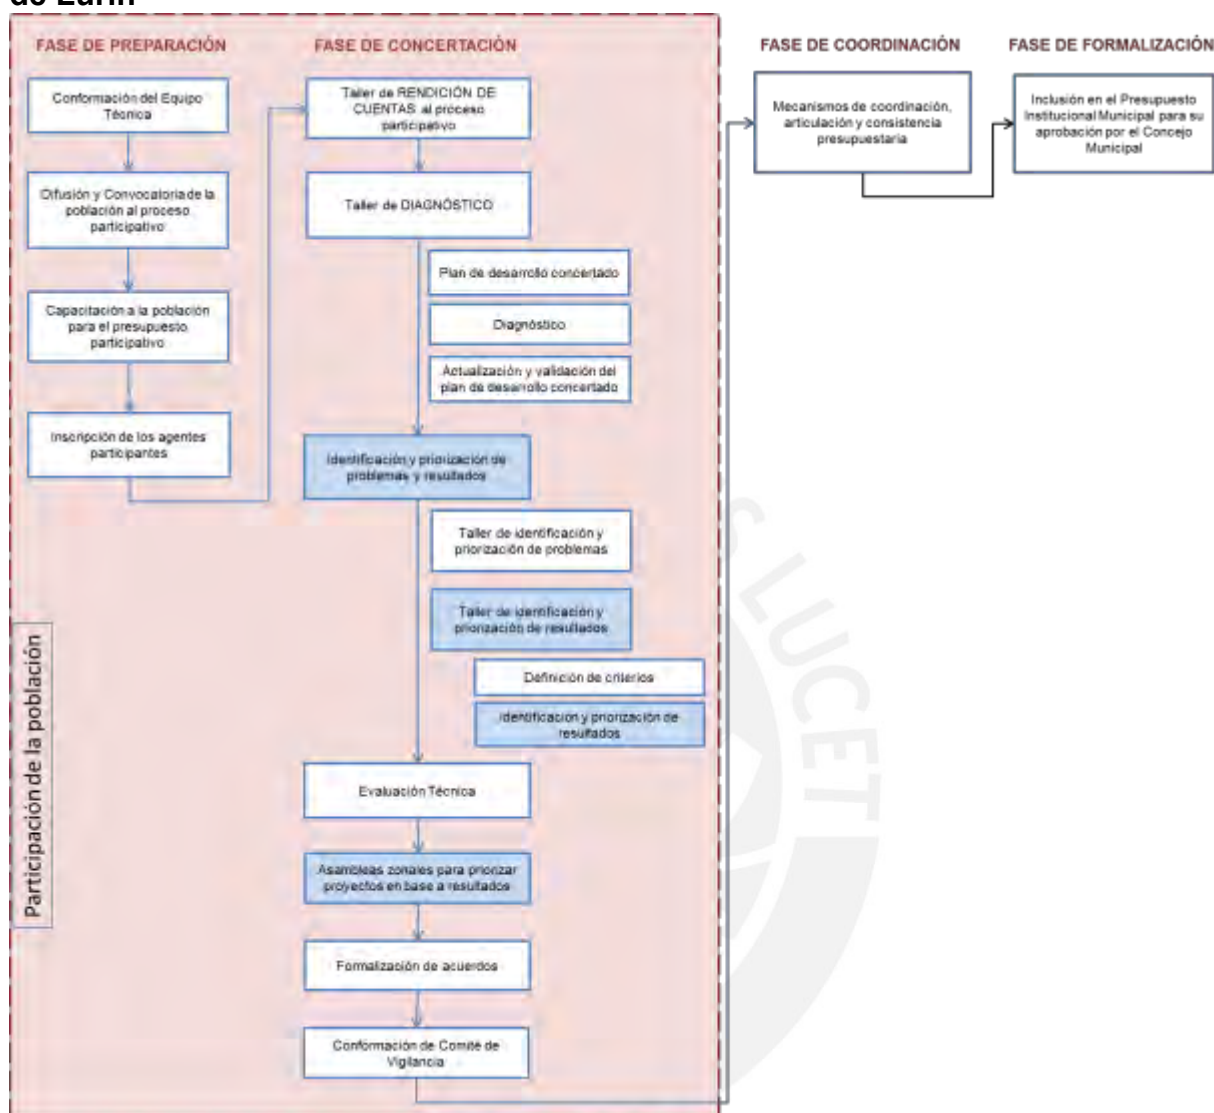 de Lurín
FASE DE PREPARACIÓN
Conformación del Equipo
Técnica
Difusión y Convocatoria de la
población al proceso
participativo
Capacitación a la población
para el presupuesto
participativo
Inscripción de los agentes
participantes
FASE DE CONCERTACIÓN
Taller de RENDICIÓN DE
CUENTAS al proceso
participativo
Taller de DIAGNÓSTICO
Plan de desarrollo concertado
Diagnóstico
Actualización y validación del
plan de desarrollo concertado
Identificación y priorización de
problemas y resultados
Taller de identificación y
priorización de problemas
Taller de identificación y
priorización de resultados
Definición de criterios
Identificación y priorización de
resultados
Evaluación Técnica
Asambleas zonales para priorizar
proyectos en base a resultados
Formalización de acuerdos
Conformación de Comité de
Vigilancia
FASE DE COORDINACIÓN
Mecanismos de coordinación,
articulación y consistencia
presupuestaria
FASE DE FORMALIZACIÓN
Inclusión en el Presupuesto
Institucional Municipal para su
aprobación por el Concejo
Municipal
Participación de la población
S LUCET